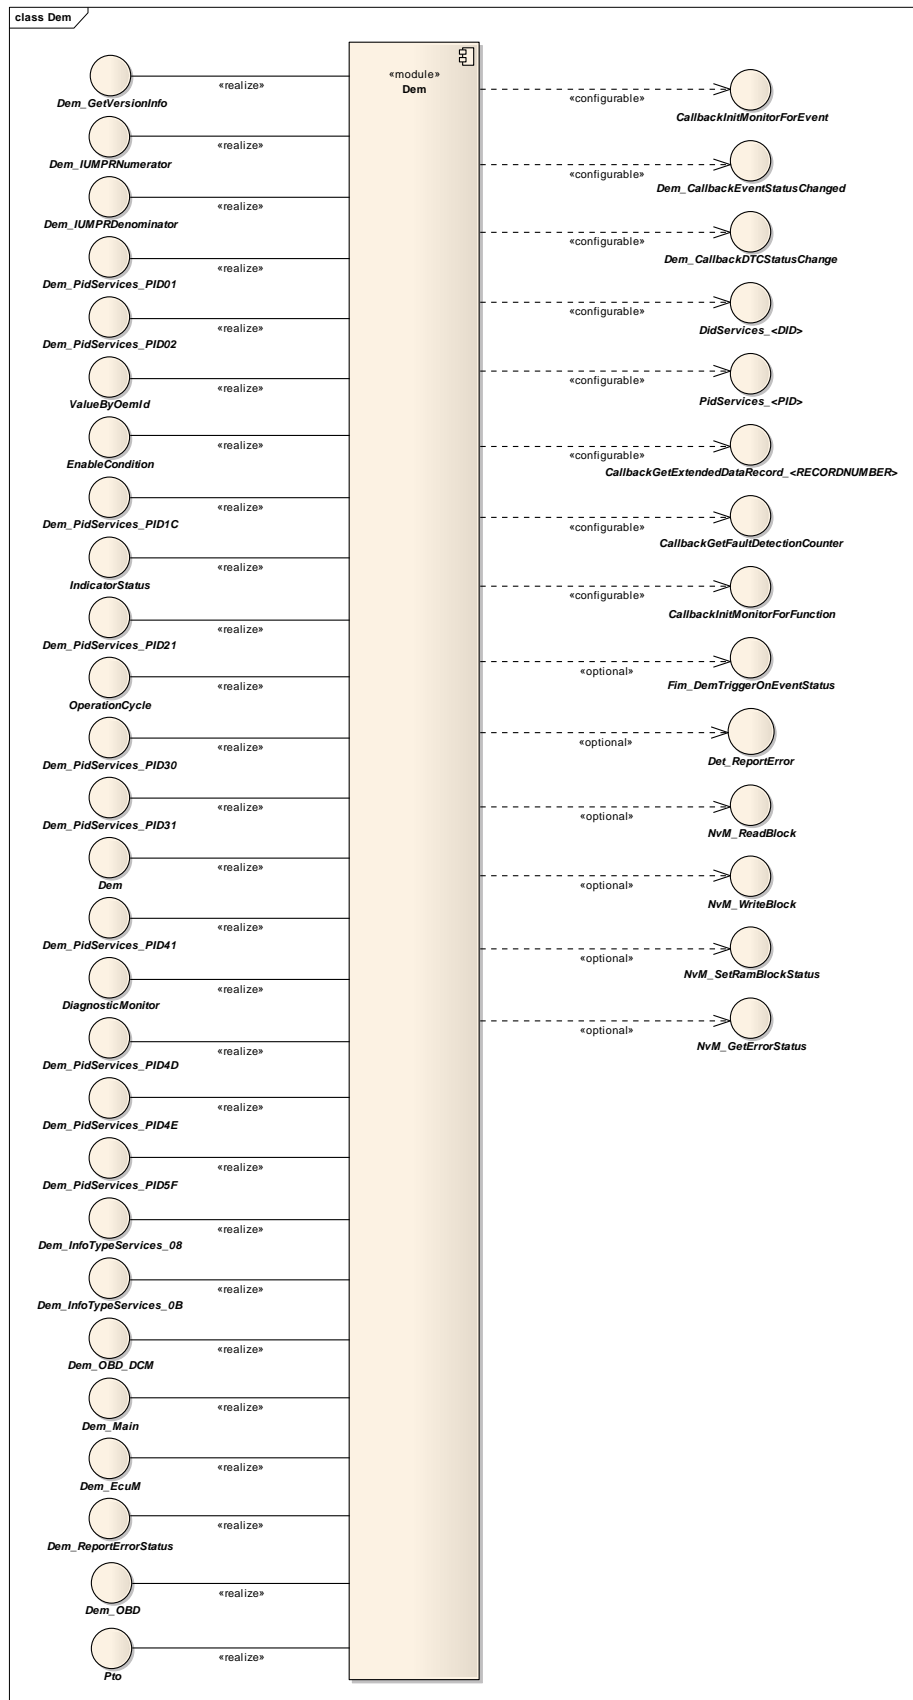 class Dem
«module»
Dem
«realize»
Dem_GetVersionInfo
«realize»
Dem_IUMPRNumerator
«realize»
Dem_IUMPRDenominator
«realize»
Dem_PidServices_PID01
«realize»
Dem_PidServices_PID02
«realize»
ValueByOemId
«realize»
EnableCondition
«realize»
Dem_PidServices_PID1C
«realize»
IndicatorStatus
«realize»
Dem_PidServices_PID21
«realize»
OperationCycle
«realize»
Dem_PidServices_PID30
«realize»
Dem_PidServices_PID31
«realize»
Dem
«realize»
Dem_PidServices_PID41
«realize»
DiagnosticMonitor
«realize»
Dem_PidServices_PID4D
«realize»
Dem_PidServices_PID4E
«realize»
Dem_PidServices_PID5F
«realize»
Dem_InfoTypeServices_08
«realize»
Dem_InfoTypeServices_0B
«realize»
Dem_OBD_DCM
«realize»
Dem_Main
«realize»
Dem_EcuM
«realize»
Dem_ReportErrorStatus
«realize»
Dem_OBD
«realize»
Pto
«configurable»
CallbackInitMonitorForEvent
«configurable»
Dem_CallbackEventStatusChanged
«configurable»
Dem_CallbackDTCStatusChange
«configurable»
DidServices_<DID>
«configurable»
PidServices_<PID>
«configurable»
CallbackGetExtendedDataRecord_<RECORDNUMBER>
«configurable»
CallbackGetFaultDetectionCounter
«configurable»
CallbackInitMonitorForFunction
«optional»
Fim_DemTriggerOnEventStatus
«optional»
Det_ReportError
«optional»
NvM_ReadBlock
«optional»
NvM_WriteBlock
«optional»
NvM_SetRamBlockStatus
«optional»
NvM_GetErrorStatus